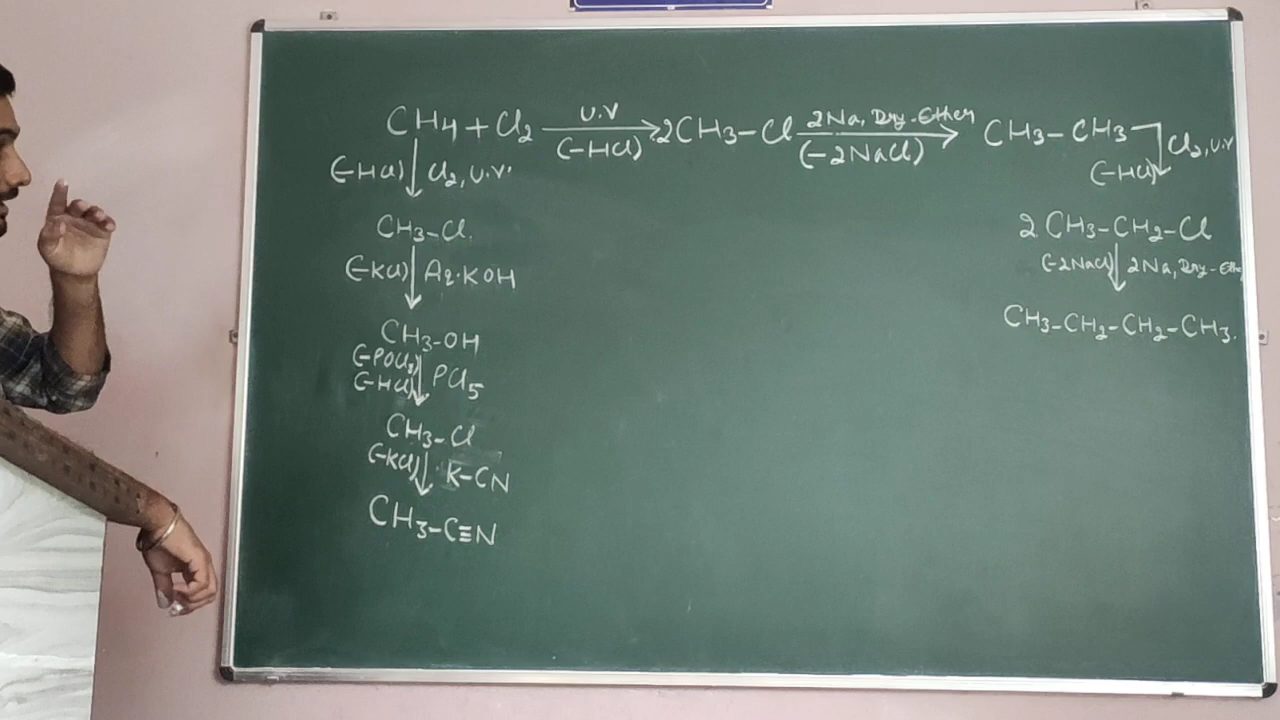 CH4 + Cl2 U.V (-HCl) 2CH3-Cl 2Na, Dry-Ether (-2NaCl) CH3-CH3 Cl2, U.V (-HCl)
(-HCl) Cl2, U.V.
CH3-Cl.
(-KCl) Aq.KOH
CH3-OH
(-POCl3)
(-HCl) PCl5
CH3-Cl
(-KCl) K-CN
CH3-C≡N
2 CH3-CH2-Cl
(-2NaCl) 2Na, Dry-Ethe
CH3-CH2-CH2-CH3.